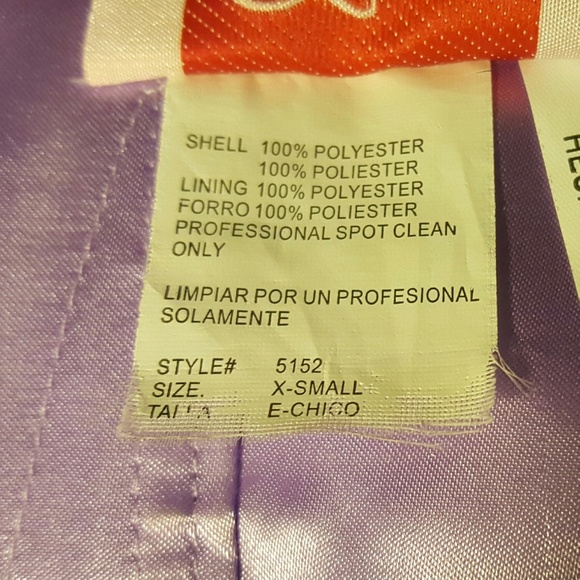 SHELL 100% POLYESTER
100% POLIESTER
LINING 100% POLYESTER
FORRO 100% POLIESTER
PROFESSIONAL SPOT CLEAN
ONLY
LIMPIAR POR UN PROFESIONAL
SOLAMENTE
STYLE# 5152
SIZE. X-SMALL
TALLA E-CHICO